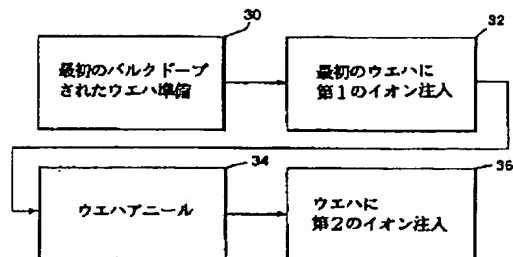 30
最初のバルクドープ
されたウエハ準備
32
最初のウエハに
第1のイオン注入
34
ウエハアニール
36
ウエハに
第2のイオン注入